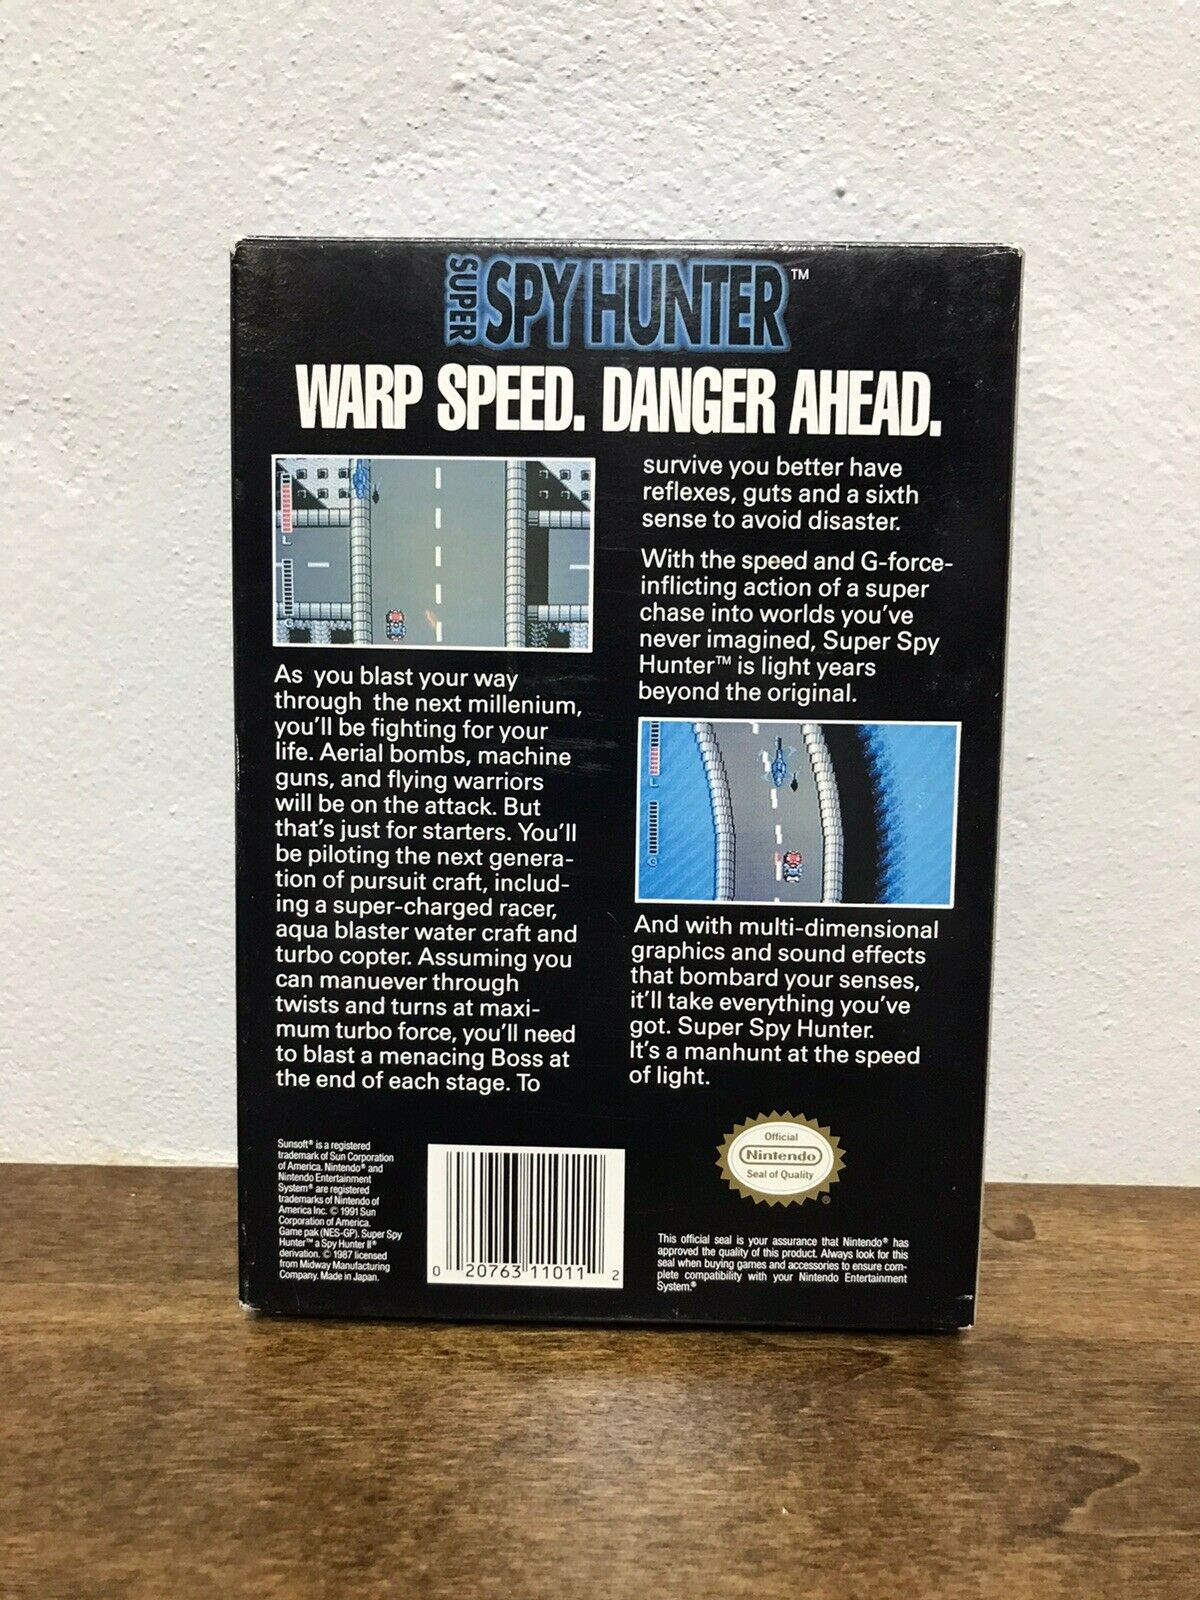 SUPER SPY HUNTER™
WARP SPEED. DANGER AHEAD.
L
G
As you blast your way
through the next millenium,
you'll be fighting for your
life. Aerial bombs, machine
guns, and flying warriors
will be on the attack. But
that's just for starters. You'll
be piloting the next genera-
tion of pursuit craft, includ-
ing a super-charged racer,
aqua blaster water craft and
turbo copter. Assuming you
can manuever through
twists and turns at maxi-
mum turbo force, you'll need
to blast a menacing Boss at
the end of each stage. To
survive you better have
reflexes, guts and a sixth
sense to avoid disaster.
With the speed and G-force-
inflicting action of a super
chase into worlds you've
never imagined, Super Spy
Hunter™ is light years
beyond the original.
L
G
And with multi-dimensional
graphics and sound effects
that bombard your senses,
it'll take everything you've
got. Super Spy Hunter.
It's a manhunt at the speed
of light.
Sunsoft® is a registered
trademark of Sun Corporation
of America. Nintendo® and
Nintendo Entertainment
System® are registered
trademarks of Nintendo of
America Inc. © 1991 Sun
Corporation of America.
Game pak (NES-GP). Super Spy
Hunter™ a Spy Hunter II®
derivation. © 1987 licensed
from Midway Manufacturing
Company. Made in Japan.
0 20763 11011 2
Official
Nintendo
Seal of Quality
®
This official seal is your assurance that Nintendo® has
approved the quality of this product. Always look for this
seal when buying games and accessories to ensure com-
plete compatibility with your Nintendo Entertainment
System.®